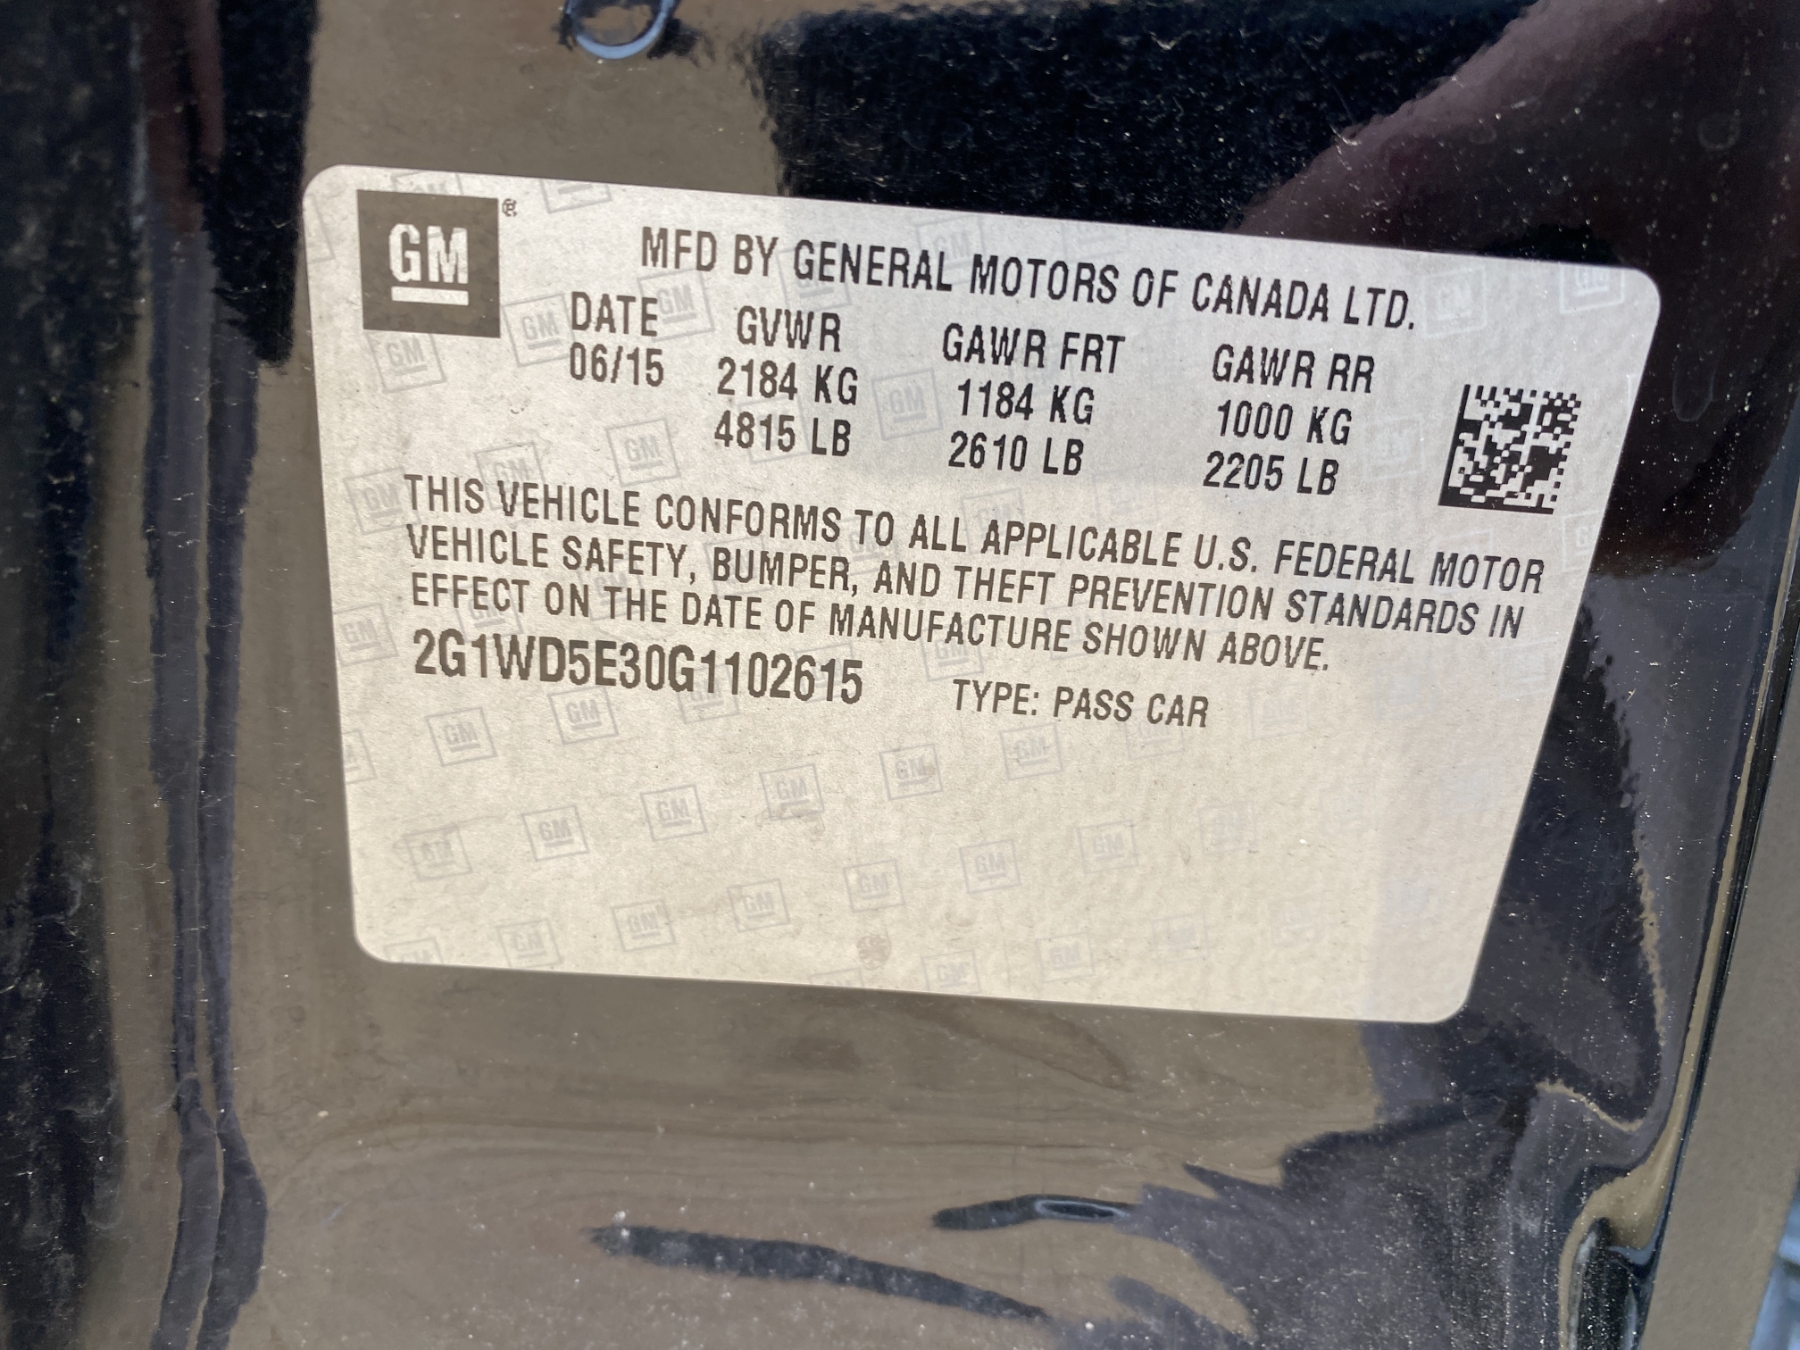 GM ®
MFD BY GENERAL MOTORS OF CANADA LTD.
DATE GVWR GAWR FRT GAWR RR
06/15 2184 KG 1184 KG 1000 KG
4815 LB 2610 LB 2205 LB
THIS VEHICLE CONFORMS TO ALL APPLICABLE U.S. FEDERAL MOTOR
VEHICLE SAFETY, BUMPER, AND THEFT PREVENTION STANDARDS IN
EFFECT ON THE DATE OF MANUFACTURE SHOWN ABOVE.
2G1WD5E30G1102615 TYPE: PASS CAR